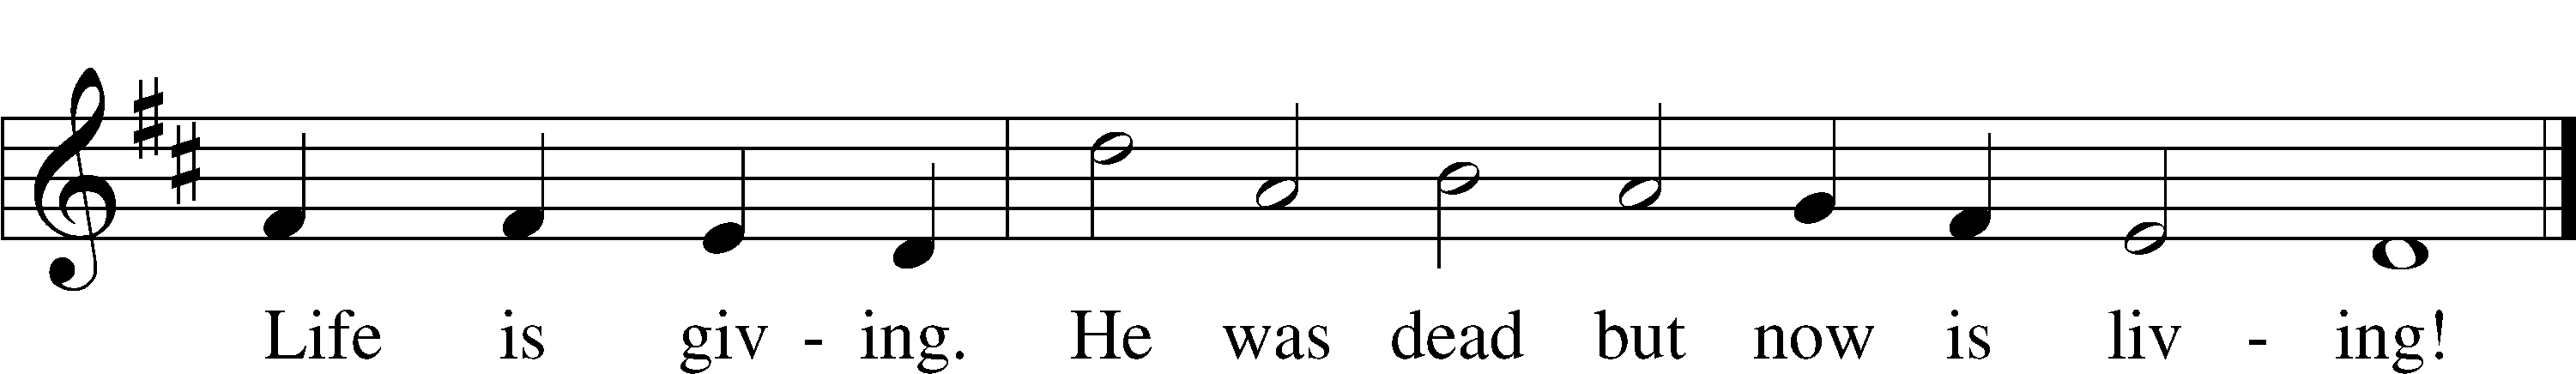 Life is giv - ing. He was dead but now is liv - ing!